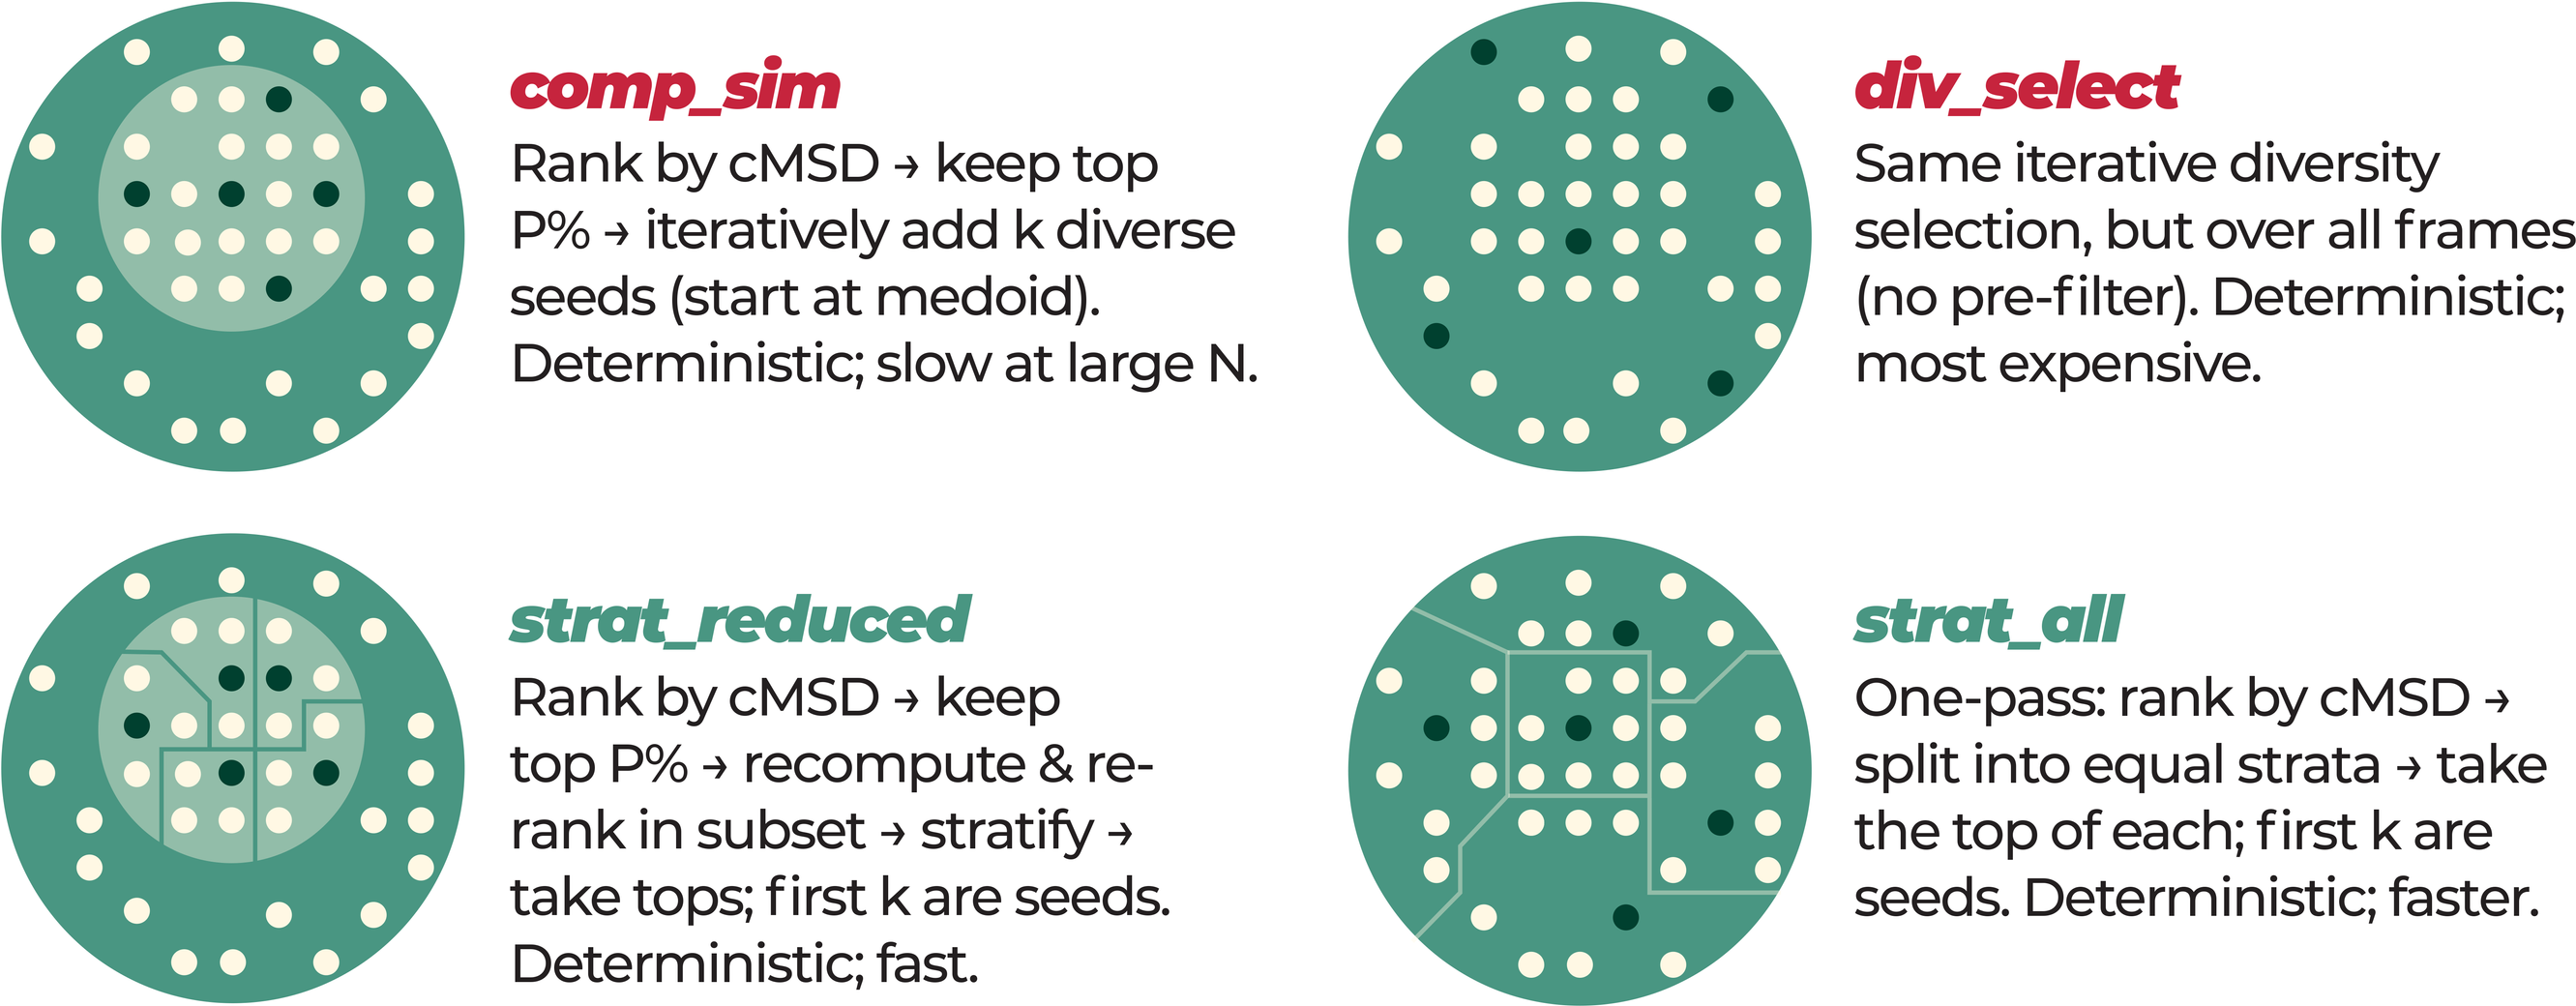 comp_sim
Rank by cMSD → keep top
P% → iteratively add k diverse
seeds (start at medoid).
Deterministic; slow at large N.
div_select
Same iterative diversity
selection, but over all frames
(no pre-filter). Deterministic;
most expensive.
strat_reduced
Rank by cMSD → keep
top P% → recompute & re-
rank in subset → stratify →
take tops; first k are seeds.
Deterministic; fast.
strat_all
One-pass: rank by cMSD →
split into equal strata → take
the top of each; first k are
seeds. Deterministic; faster.